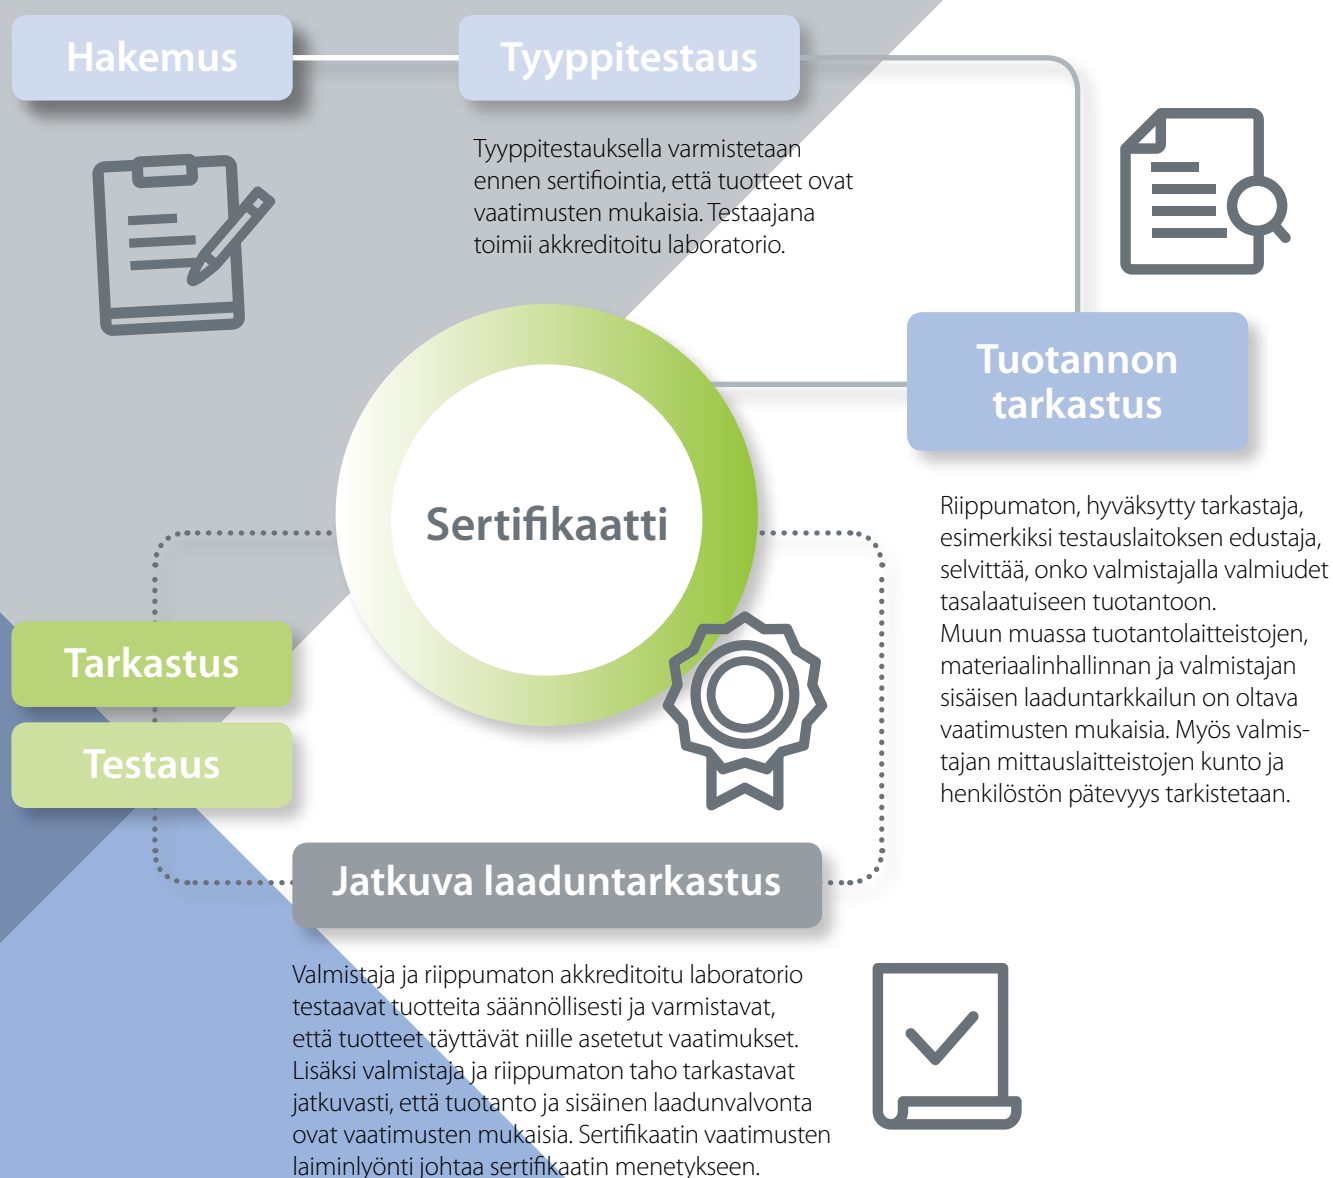 Hakemus
Tyyppitestaus
Tyyppitestauksella varmistetaan
ennen sertifiointia, että tuotteet ovat
vaatimusten mukaisia. Testaajana
toimii akkreditoitu laboratorio.
Tuotannon
tarkastus
Riippumaton, hyväksytty tarkastaja,
esimerkiksi testauslaitoksen edustaja,
selvittää, onko valmistajalla valmiudet
tasalaatuiseen tuotantoon.
Muun muassa tuotantolaitteistojen,
materiaalinhallinnan ja valmistajan
sisäisen laaduntarkkailun on oltava
vaatimusten mukaisia. Myös valmis-
tajan mittauslaitteistojen kunto ja
henkilöstön pätevyys tarkistetaan.
Sertifikaatti
Tarkastus
Testaus
Jatkuva laaduntarkastus
Valmistaja ja riippumaton akkreditoitu laboratorio
testaavat tuotteita säännöllisesti ja varmistavat,
että tuotteet täyttävät niille asetetut vaatimukset.
Lisäksi valmistaja ja riippumaton taho tarkastavat
jatkuvasti, että tuotanto ja sisäinen laadunvalvonta
ovat vaatimusten mukaisia. Sertifikaatin vaatimusten
laiminlyönti johtaa sertifikaatin menetykseen.